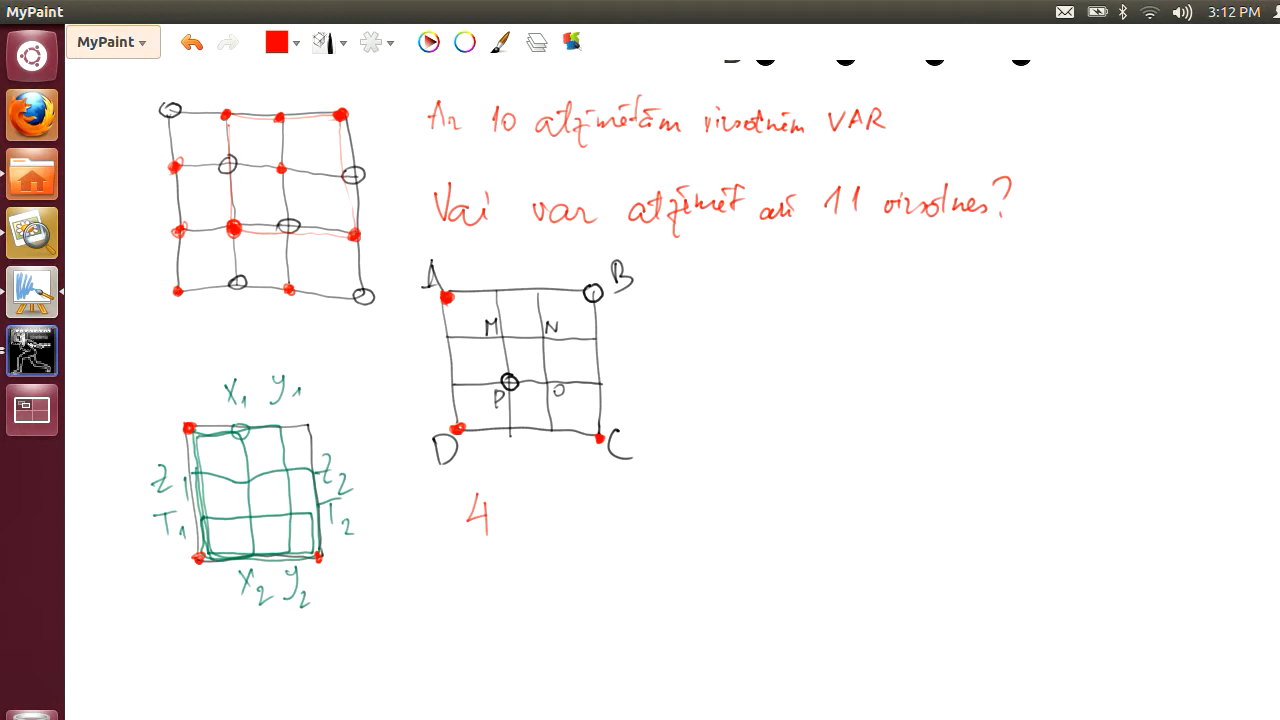 MyPaint
3:12 PM
MyPaint
Ar 10 atzīmētām virsotnēm VAR
Vai var atzīmēt arī 11 virsotnes?
A B
M N
P O
D C
X1 Y1
Z1 Z2
T1 T2
X2 Y2
4